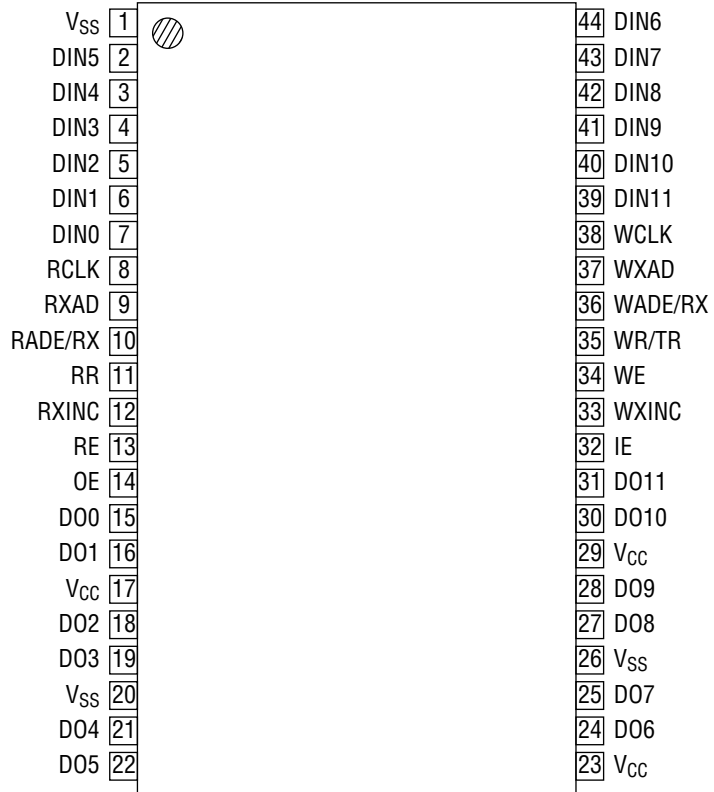 VSS 1 44 DIN6
DIN5 2 43 DIN7
DIN4 3 42 DIN8
DIN3 4 41 DIN9
DIN2 5 40 DIN10
DIN1 6 39 DIN11
DIN0 7 38 WCLK
RCLK 8 37 WXAD
RXAD 9 36 WADE/RX
RADE/RX 10 35 WR/TR
RR 11 34 WE
RXINC 12 33 WXINC
RE 13 32 IE
OE 14 31 DO11
DO0 15 30 DO10
DO1 16 29 VCC
VCC 17 28 DO9
DO2 18 27 DO8
DO3 19 26 VSS
VSS 20 25 DO7
DO4 21 24 DO6
DO5 22 23 VCC